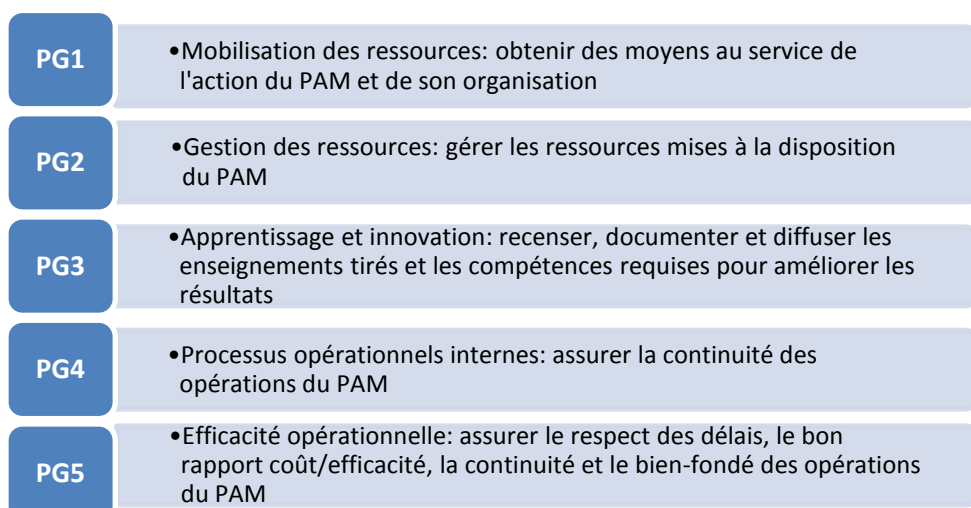 PG1
•Mobilisation des ressources: obtenir des moyens au service de
l'action du PAM et de son organisation
PG2
•Gestion des ressources: gérer les ressources mises à la disposition
du PAM
PG3
•Apprentissage et innovation: recenser, documenter et diffuser les
enseignements tirés et les compétences requises pour améliorer les
résultats
PG4
•Processus opérationnels internes: assurer la continuité des
opérations du PAM
PG5
•Efficacité opérationnelle: assurer le respect des délais, le bon
rapport coût/efficacité, la continuité et le bien-fondé des opérations
du PAM